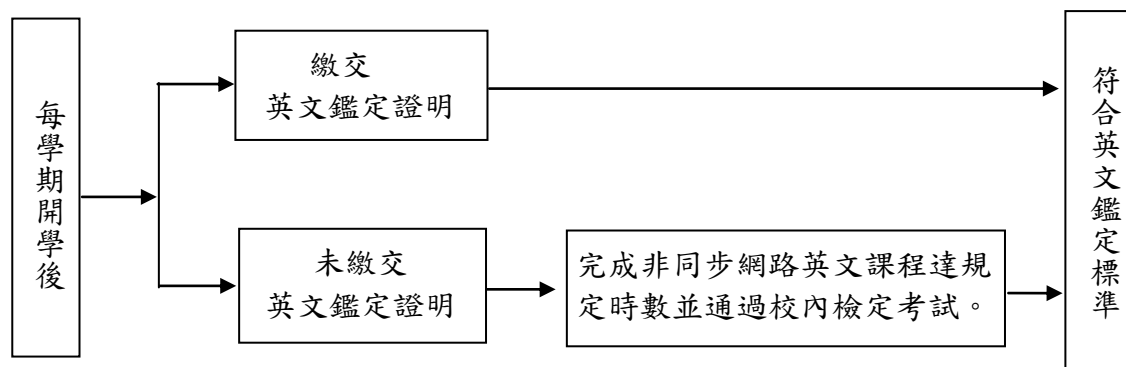 每學期開學後
繳交
英文鑑定證明
未繳交
英文鑑定證明
完成非同步網路英文課程達規
定時數並通過校內檢定考試。
符合英文鑑定標準